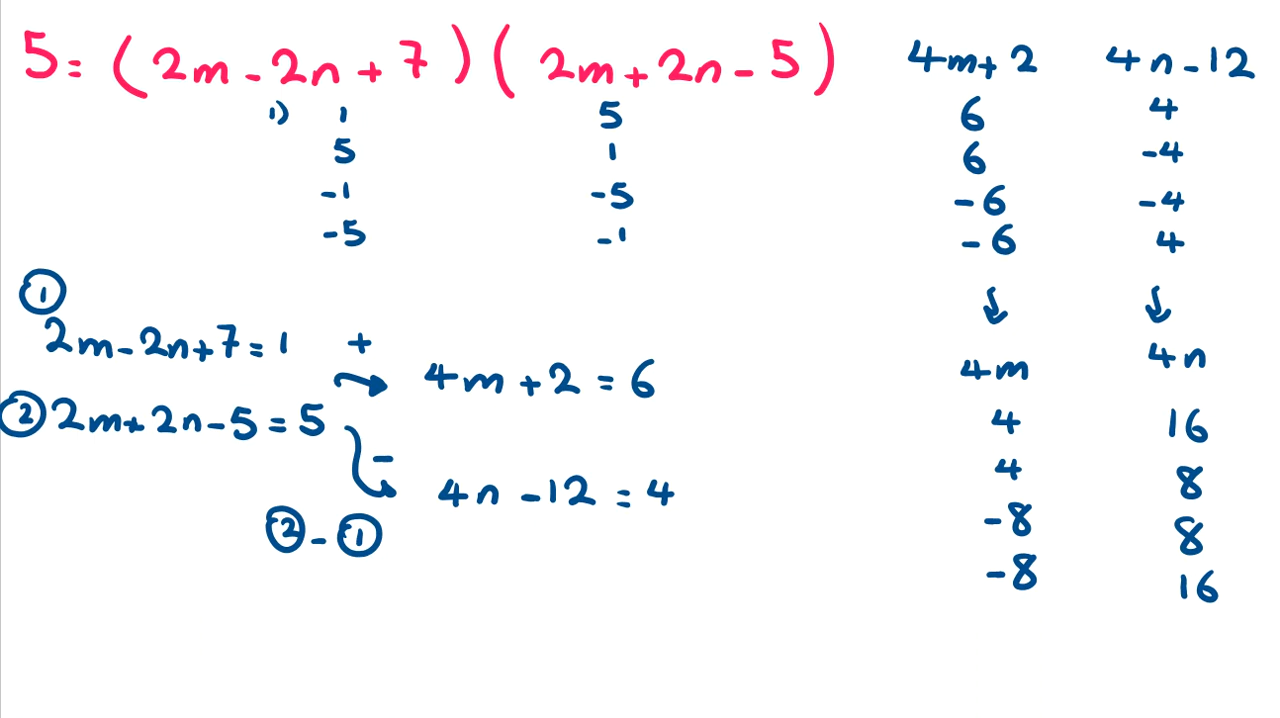 5 = (2m - 2n + 7)(2m + 2n - 5) 4m + 2 4n - 12
1) 1 5 6 4
5 1 6 -4
-1 -5 -6 -4
-5 -1 -6 4
① ↓ ↓
2m - 2n + 7 = 1 + 4m 4n
→ 4m + 2 = 6
② 2m + 2n - 5 = 5 4 16
- 4 8
4n - 12 = 4
② - ① -8 8
-8 16